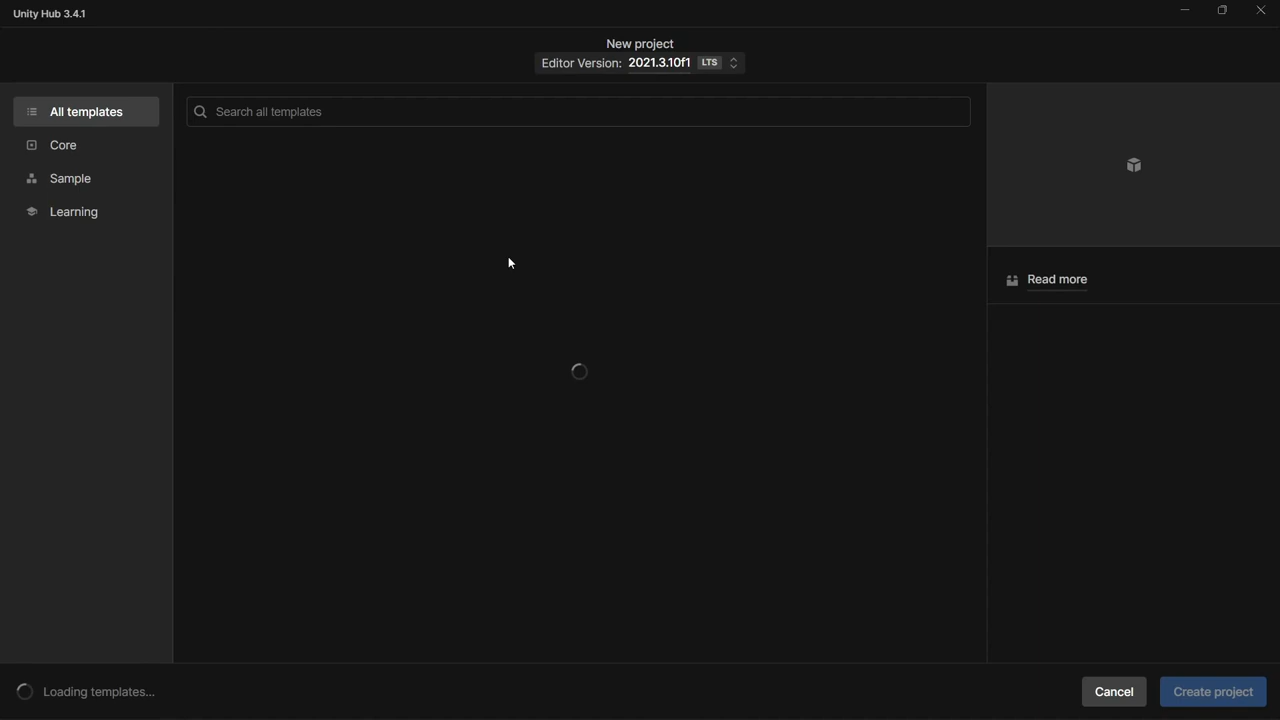 Unity Hub 3.4.1
New project
Editor Version: 2021.3.10f1 LTS
All templates
Search all templates
Core
Sample
Learning
Read more
Loading templates...
Cancel
Create project